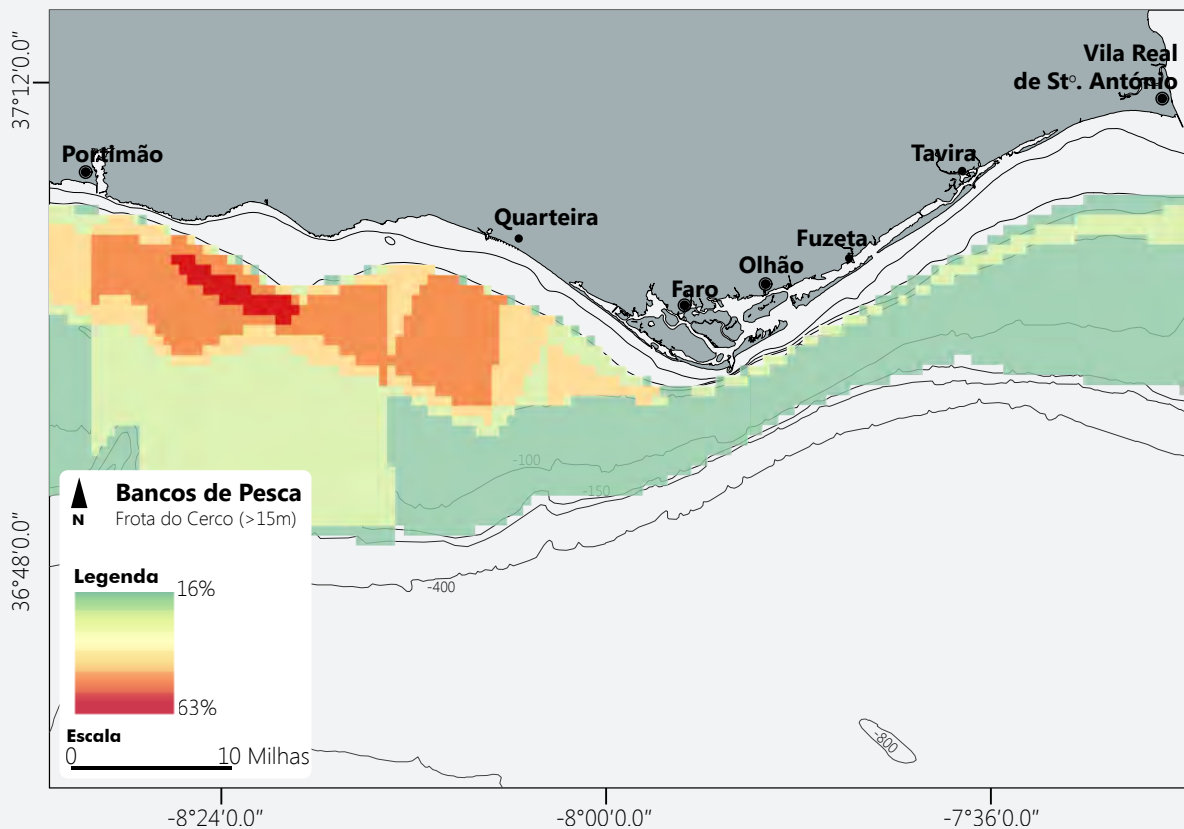 37°12'0.0"
Vila Real
de Stº. António
Portimão
Tavira
Quarteira
Fuzeta
Olhão
Faro
-100
-150
-400
-800
36°48'0.0"
N
Bancos de Pesca
Frota do Cerco (>15m)
Legenda
16%
63%
Escala
0 10 Milhas
-8°24'0.0"
-8°00'0.0"
-7°36'0.0"